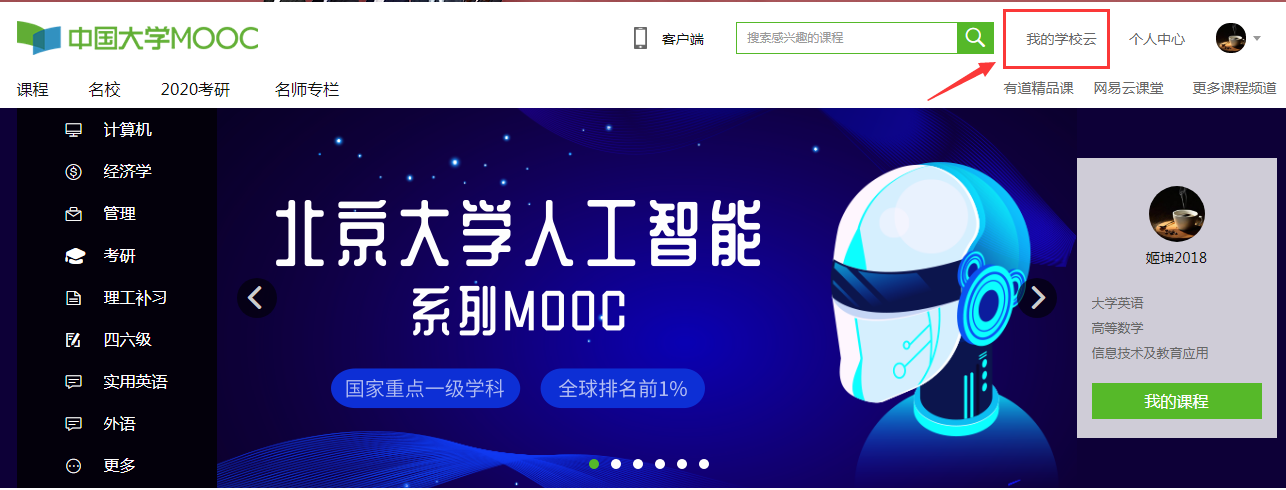 中国大学MOOC
客户端
搜索感兴趣的课程
我的学校云
个人中心
课程
名校
2020考研
名师专栏
有道精品课
网易云课堂
更多课程频道
计算机
经济学
管理
考研
理工补习
四六级
实用英语
外语
更多
北京大学人工智能
系列MOOC
国家重点一级学科
全球排名前1%
姬坤2018
大学英语
高等数学
信息技术及教育应用
我的课程